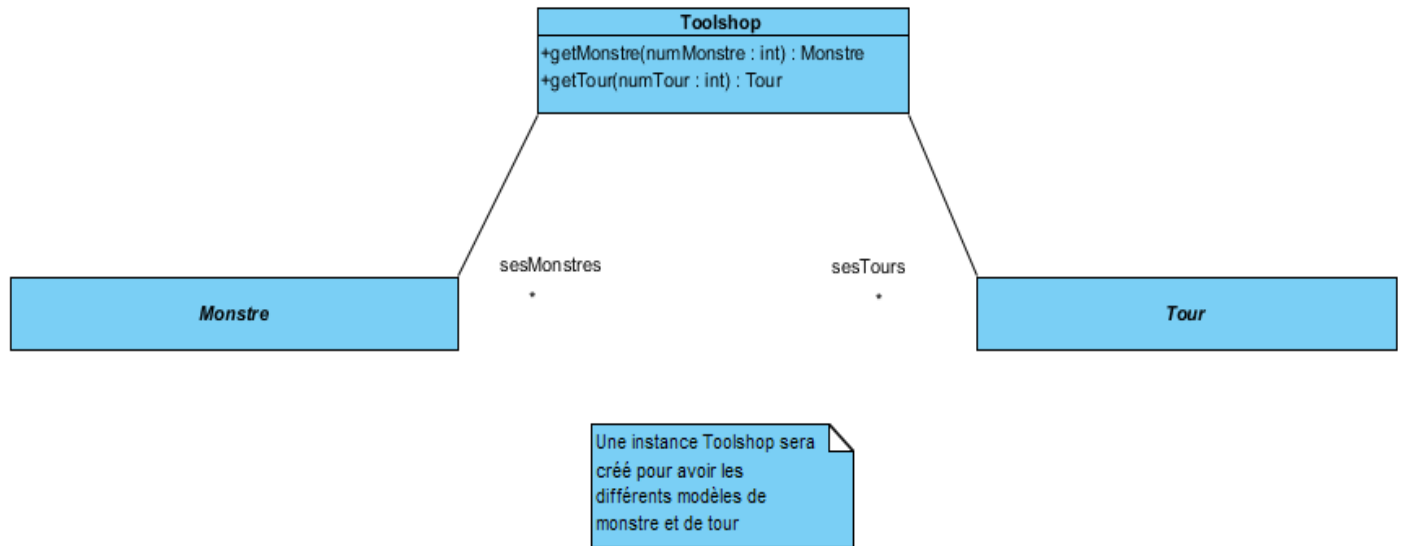 Toolshop
+getMonstre(numMonstre : int) : Monstre
+getTour(numTour : int) : Tour
sesMonstres
*
sesTours
*
Monstre
Tour
Une instance Toolshop sera
créé pour avoir les
différents modèles de
monstre et de tour